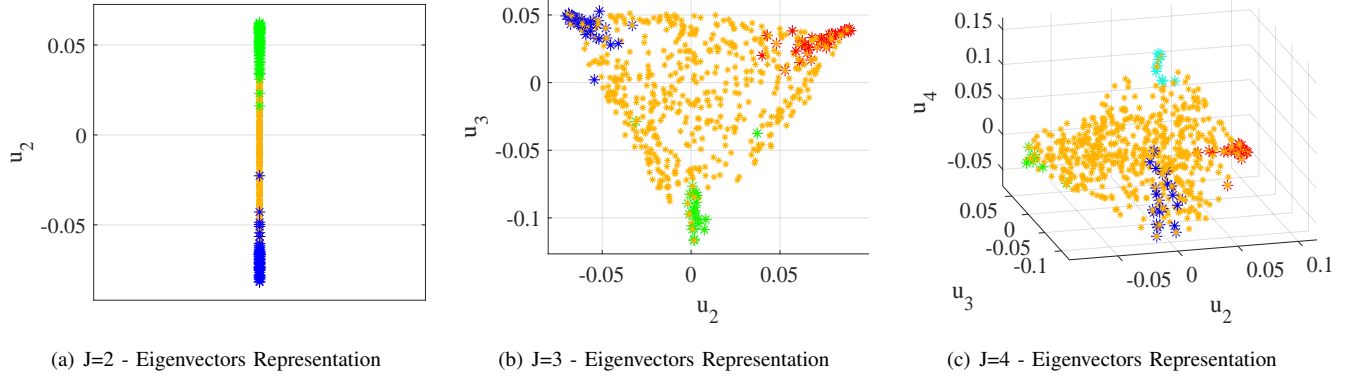 0.05
0
-0.05
u2
0.05
0
-0.05
-0.1
u3
-0.05
0
0.05
u2
0.15
0.1
0.05
0
-0.05
u4
0.05
0
-0.05
-0.1
u3
-0.05
0
0.05
0.1
u2
(a) J=2 - Eigenvectors Representation
(b) J=3 - Eigenvectors Representation
(c) J=4 - Eigenvectors Representation